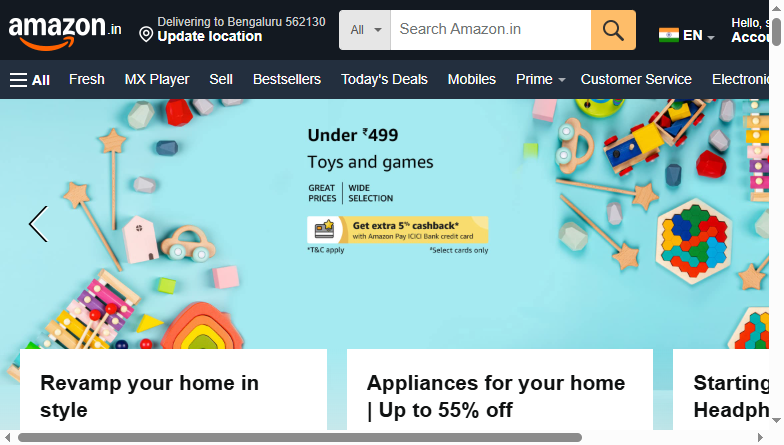 amazon.in
Delivering to Bengaluru 562130
Update location
All
Search Amazon.in
EN
Hello, s
Accou
All Fresh MX Player Sell Bestsellers Today's Deals Mobiles Prime Customer Service Electronic
Under ₹499
Toys and games
GREAT PRICES | WIDE SELECTION
Get extra 5% cashback*
with Amazon Pay ICICI Bank credit card
*T&C apply *Select cards only
Revamp your home in
style
Appliances for your home
| Up to 55% off
Starting
Headph